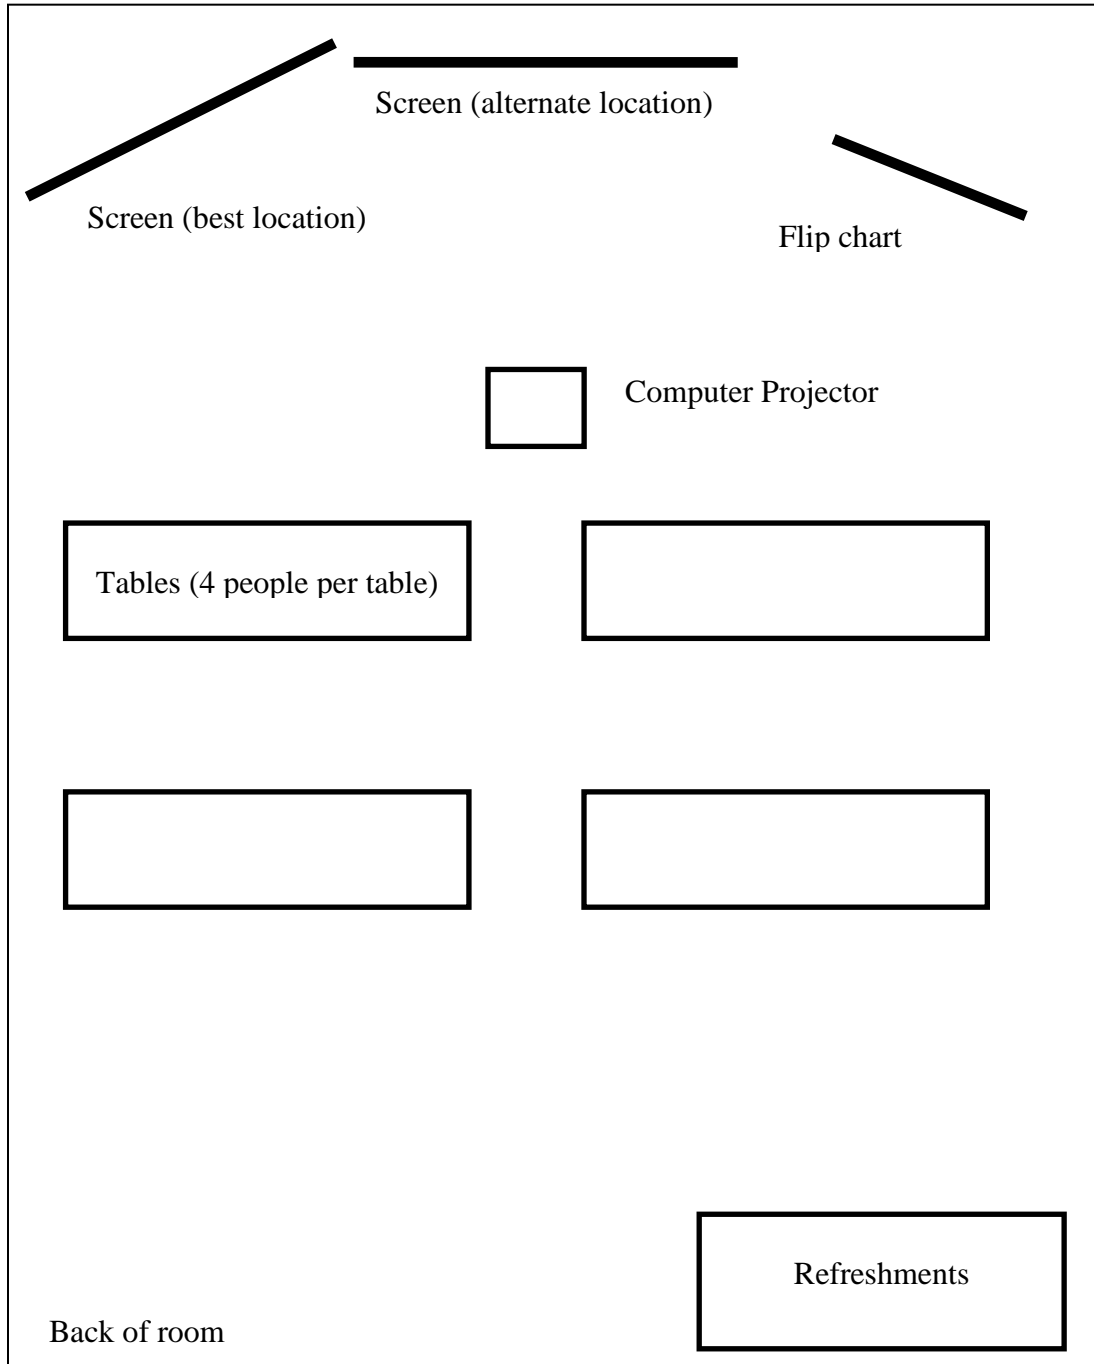 Screen (alternate location)
Screen (best location)
Flip chart
Computer Projector
Tables (4 people per table)
Refreshments
Back of room